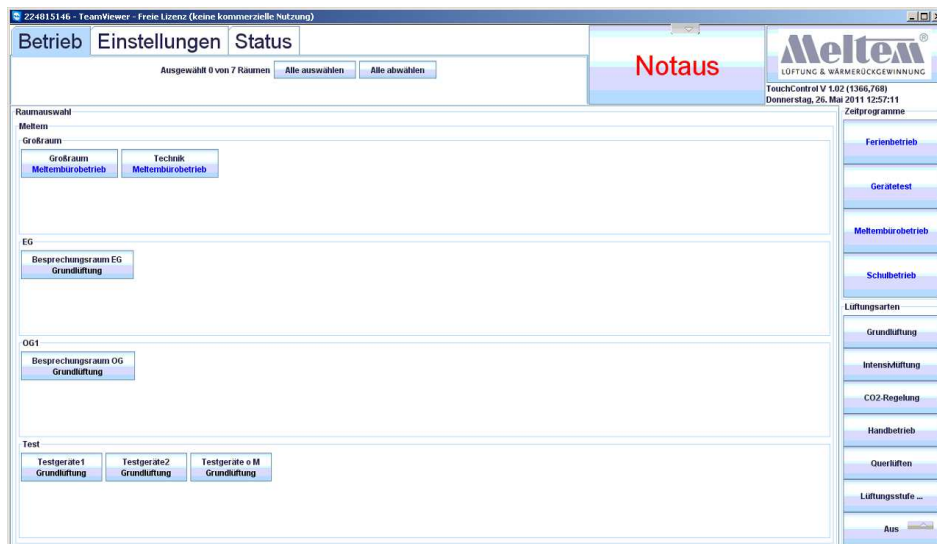 224815146 - TeamViewer - Freie Lizenz (keine kommerzielle Nutzung)
Betrieb Einstellungen Status
Ausgewählt 0 von 7 Räumen Alle auswählen Alle abwählen
Notaus
Meltem®
LÜFTUNG & WÄRMERÜCKGEWINNUNG
TouchControl V 1.02 (1366,768)
Donnerstag, 26. Mai 2011 12:57:11
Raumauswahl
Meltem
Großraum
Großraum
Meltembürobetrieb
Technik
Meltembürobetrieb
EG
Besprechungsraum EG
Grundlüftung
OG1
Besprechungsraum OG
Grundlüftung
Test
Testgeräte1
Grundlüftung
Testgeräte2
Grundlüftung
Testgeräte o M
Grundlüftung
Zeitprogramme
Ferienbetrieb
Gerätetest
Meltembürobetrieb
Schulbetrieb
Lüftungsarten
Grundlüftung
Intensivlüftung
CO2-Regelung
Handbetrieb
Querlüften
Lüftungsstufe ...
Aus